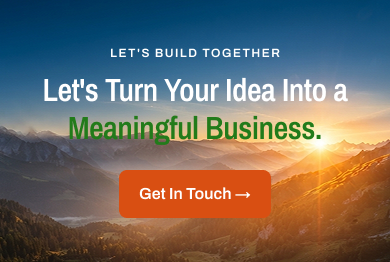 LET'S BUILD TOGETHER
Let's Turn Your Idea Into a
Meaningful Business.
Get In Touch →